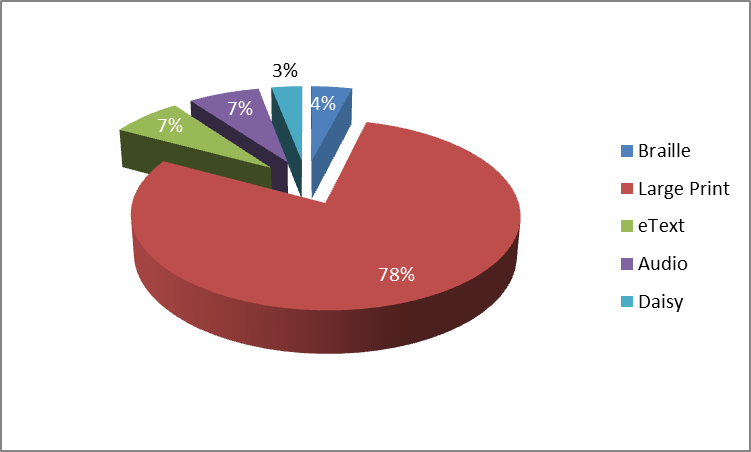 3%
4%
7%
7%
78%
Braille
Large Print
eText
Audio
Daisy